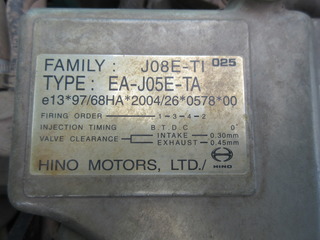 FAMILY : J08E-TI 025
TYPE : EA-J05E-TA
e13*97/68HA*2004/26*0578*00
FIRING ORDER 1-3-4-2
INJECTION TIMING B T D C 0°
VALVE CLEARANCE INTAKE 0.30mm
EXHAUST 0.45mm
HINO MOTORS, LTD. HINO